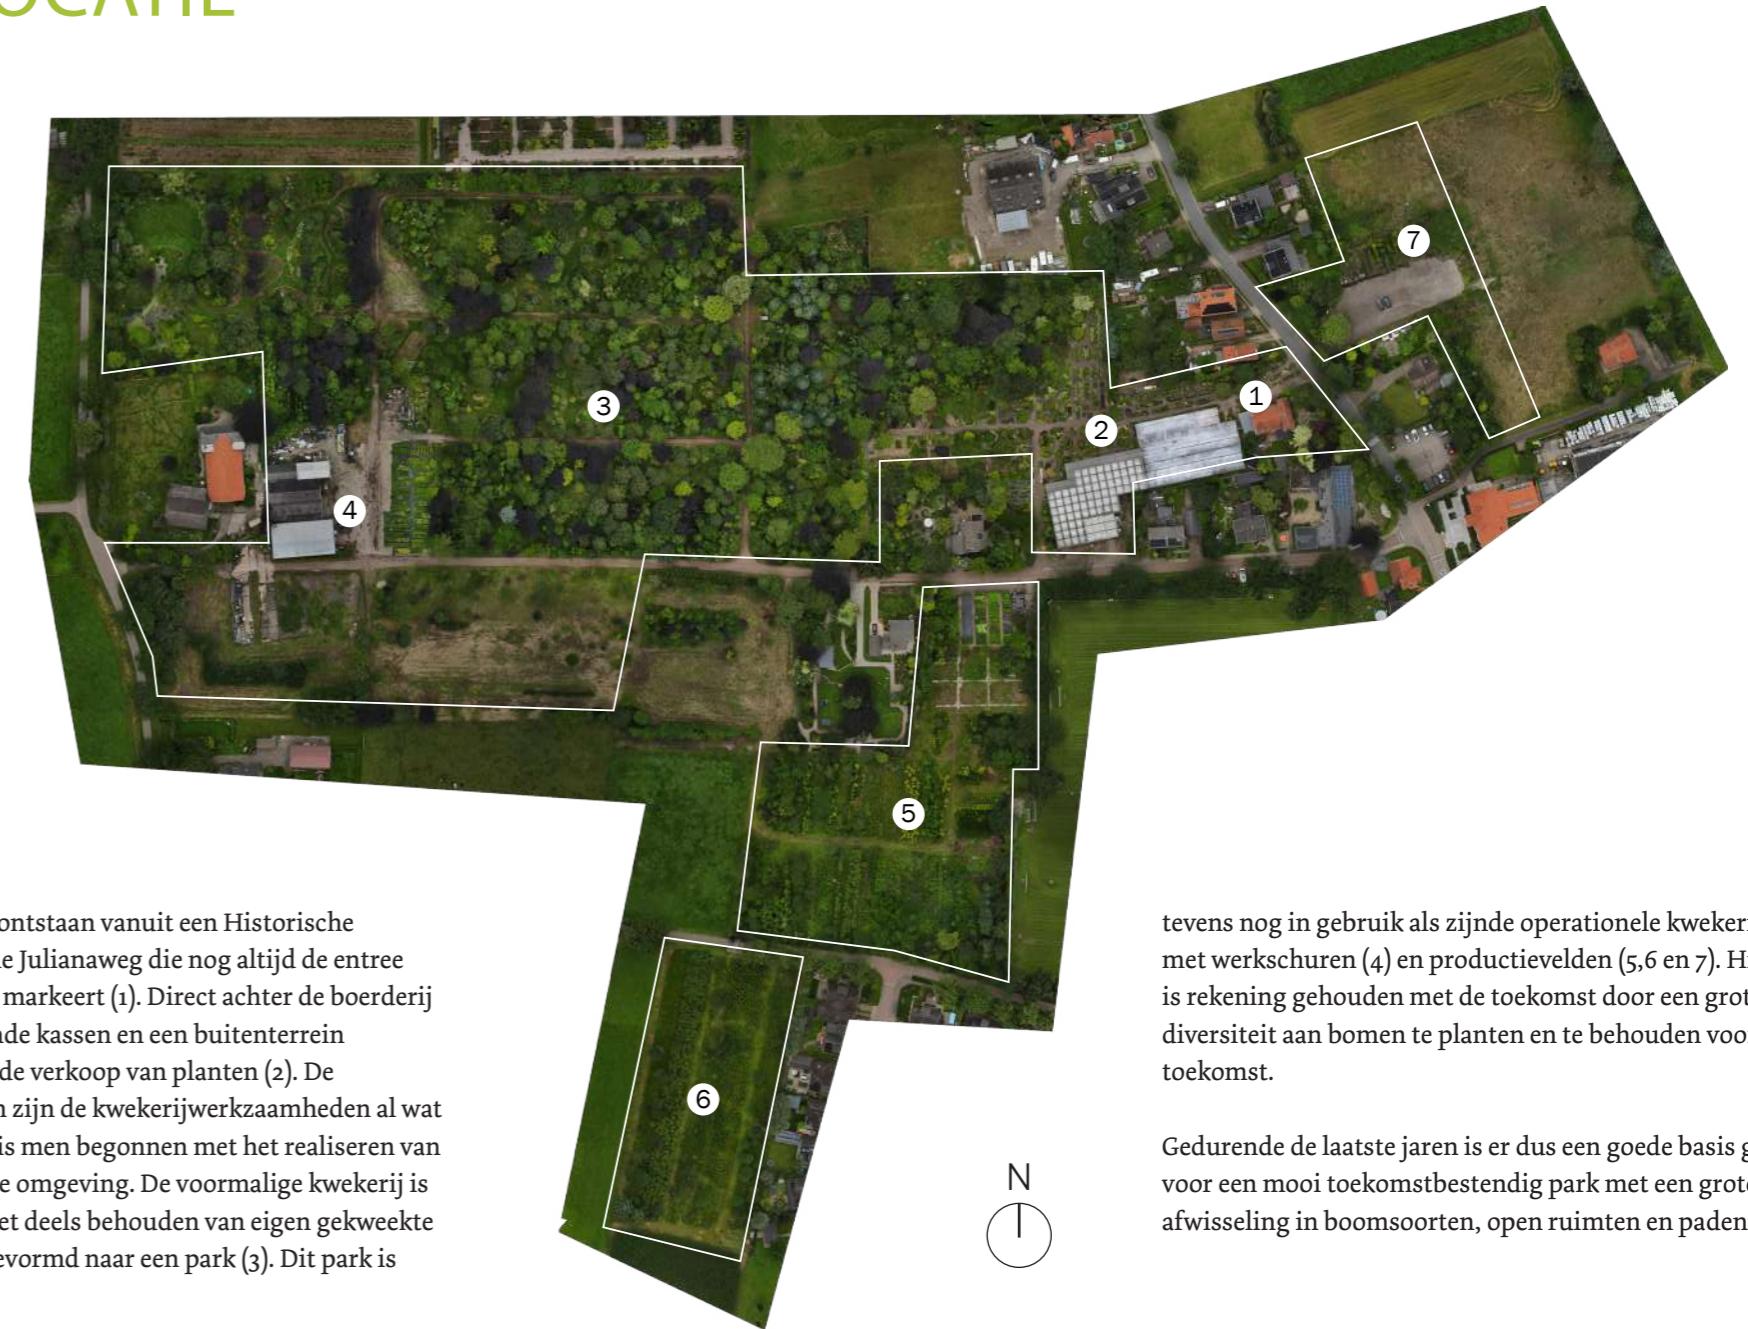 OCATIE
7
1
2
3
4
5
6
N
ontstaan vanuit een Historische
e Julianaweg die nog altijd de entree
markeert (1). Direct achter de boerderij
nde kassen en een buitenterrein
de verkoop van planten (2). De
n zijn de kwekerijwerkzaamheden al wat
is men begonnen met het realiseren van
e omgeving. De voormalige kwekerij is
et deels behouden van eigen gekweekte
evormd naar een park (3). Dit park is
tevens nog in gebruik als zijnde operationele kweker
met werkschuren (4) en productievelden (5,6 en 7). H
is rekening gehouden met de toekomst door een grot
diversiteit aan bomen te planten en te behouden voo
toekomst.
Gedurende de laatste jaren is er dus een goede basis g
voor een mooi toekomstbestendig park met een grot
afwisseling in boomsoorten, open ruimten en paden